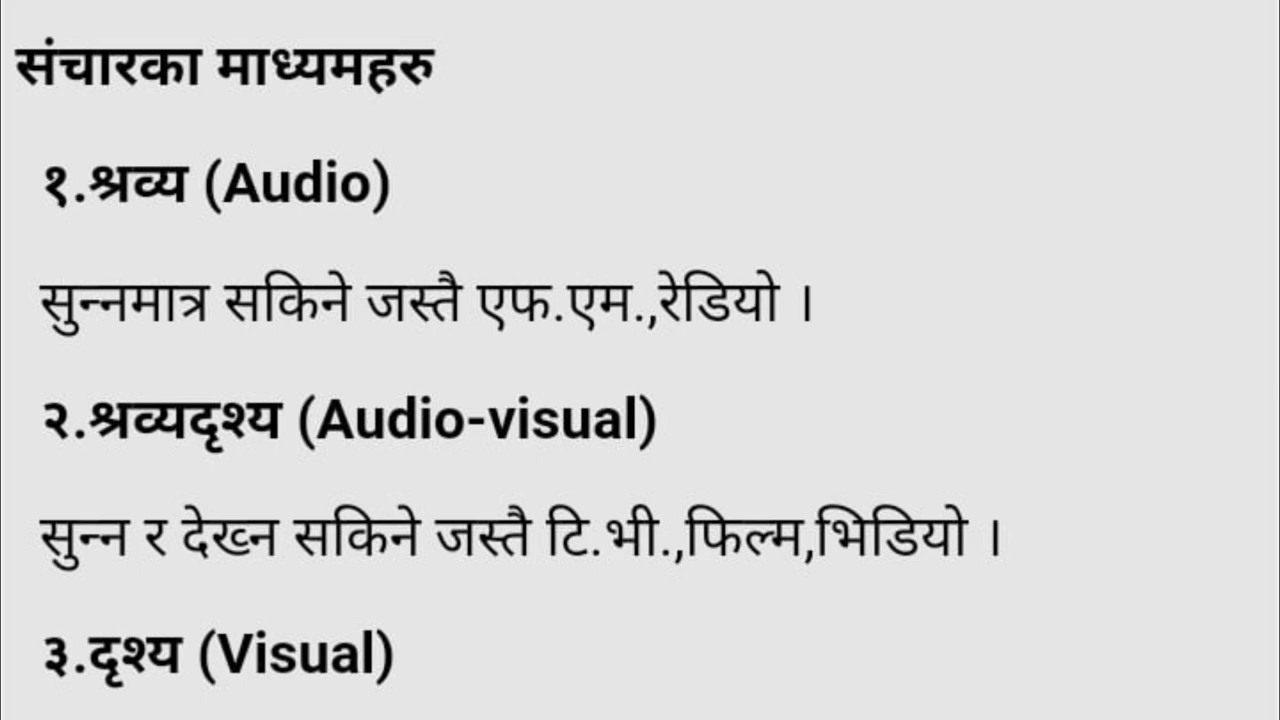 संचारका माध्यमहरु
१.श्रव्य (Audio)
सुन्नमात्र सकिने जस्तै एफ.एम.,रेडियो ।
२.श्रव्यदृश्य (Audio-visual)
सुन्न र देख्न सकिने जस्तै टि.भी.,फिल्म,भिडियो ।
३.दृश्य (Visual)